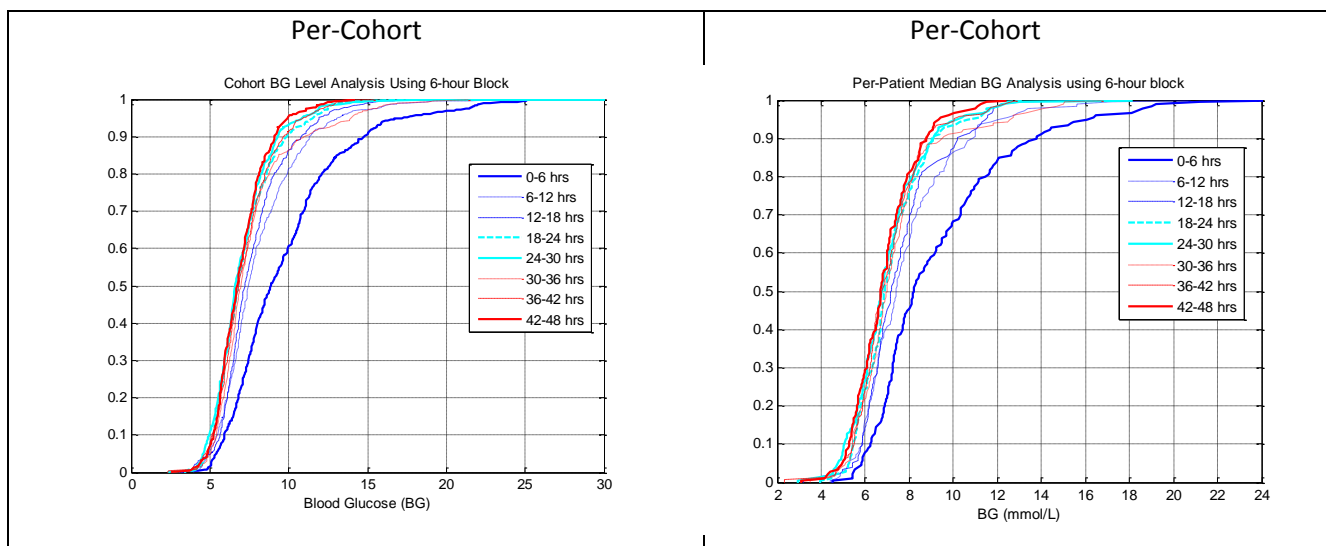 Per-Cohort
Cohort BG Level Analysis Using 6-hour Block
1
0.9
0.8
0.7
0.6
0.5
0.4
0.3
0.2
0.1
0
0-6 hrs
6-12 hrs
12-18 hrs
18-24 hrs
24-30 hrs
30-36 hrs
36-42 hrs
42-48 hrs
0 5 10 15 20 25 30
Blood Glucose (BG)
Per-Cohort
Per-Patient Median BG Analysis using 6-hour block
1
0.9
0.8
0.7
0.6
0.5
0.4
0.3
0.2
0.1
0
0-6 hrs
6-12 hrs
12-18 hrs
18-24 hrs
24-30 hrs
30-36 hrs
36-42 hrs
42-48 hrs
2 4 6 8 10 12 14 16 18 20 22 24
BG (mmol/L)